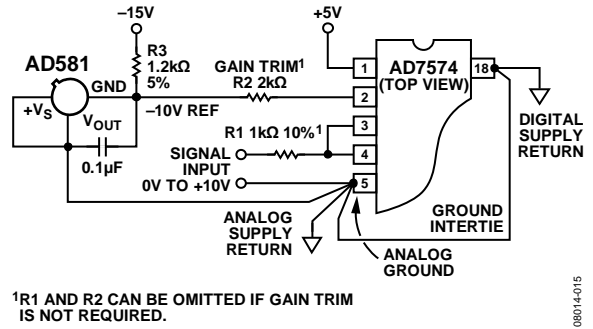 –15V
+5V
R3
1.2kΩ
5%
AD581
GAIN TRIM¹
R2 2kΩ
GND
+VS
VOUT
–10V REF
0.1µF
R1 1kΩ 10%¹
SIGNAL
INPUT
0V TO +10V
1
2
3
4
5
AD7574
(TOP VIEW)
18
DIGITAL
SUPPLY
RETURN
GROUND
INTERTIE
ANALOG
SUPPLY
RETURN
ANALOG
GROUND
¹R1 AND R2 CAN BE OMITTED IF GAIN TRIM
IS NOT REQUIRED.
08014-015